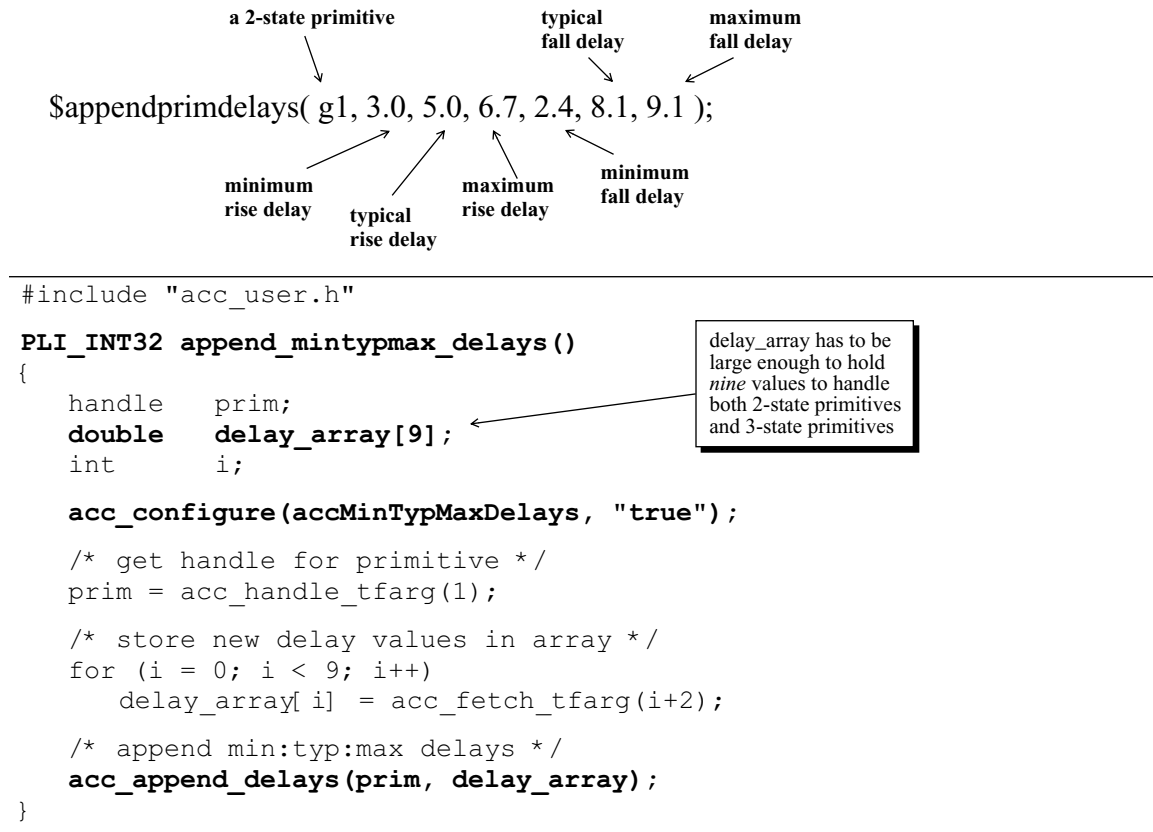 a 2-state primitive
typical
fall delay
maximum
fall delay
$appendprimdelays( g1, 3.0, 5.0, 6.7, 2.4, 8.1, 9.1 );
minimum
rise delay
typical
rise delay
maximum
rise delay
minimum
fall delay
#include "acc_user.h"
PLI_INT32 append_mintypmax_delays()
{
handle prim;
double delay_array[9];
int i;
delay_array has to be
large enough to hold
nine values to handle
both 2-state primitives
and 3-state primitives
acc_configure(accMinTypMaxDelays, "true");
/* get handle for primitive */
prim = acc_handle_tfarg(1);
/* store new delay values in array */
for (i = 0; i < 9; i++)
delay_array[i] = acc_fetch_tfarg(i+2);
/* append min:typ:max delays */
acc_append_delays(prim, delay_array);
}